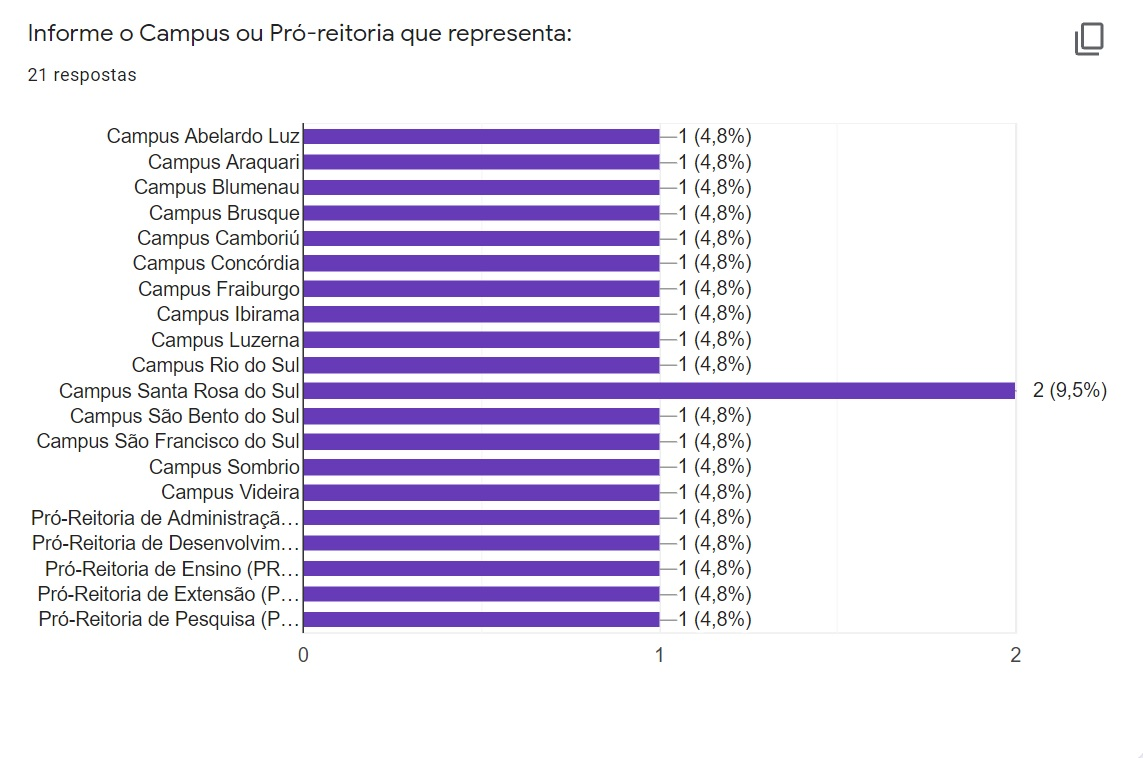 Informe o Campus ou Pró-reitoria que representa:
21 respostas
Campus Abelardo Luz 1 (4,8%)
Campus Araquari 1 (4,8%)
Campus Blumenau 1 (4,8%)
Campus Brusque 1 (4,8%)
Campus Camboriú 1 (4,8%)
Campus Concórdia 1 (4,8%)
Campus Fraiburgo 1 (4,8%)
Campus Ibirama 1 (4,8%)
Campus Luzerna 1 (4,8%)
Campus Rio do Sul 1 (4,8%)
Campus Santa Rosa do Sul 2 (9,5%)
Campus São Bento do Sul 1 (4,8%)
Campus São Francisco do Sul 1 (4,8%)
Campus Sombrio 1 (4,8%)
Campus Videira 1 (4,8%)
Pró-Reitoria de Administraçã… 1 (4,8%)
Pró-Reitoria de Desenvolvim… 1 (4,8%)
Pró-Reitoria de Ensino (PR… 1 (4,8%)
Pró-Reitoria de Extensão (P… 1 (4,8%)
Pró-Reitoria de Pesquisa (P… 1 (4,8%)
0 1 2